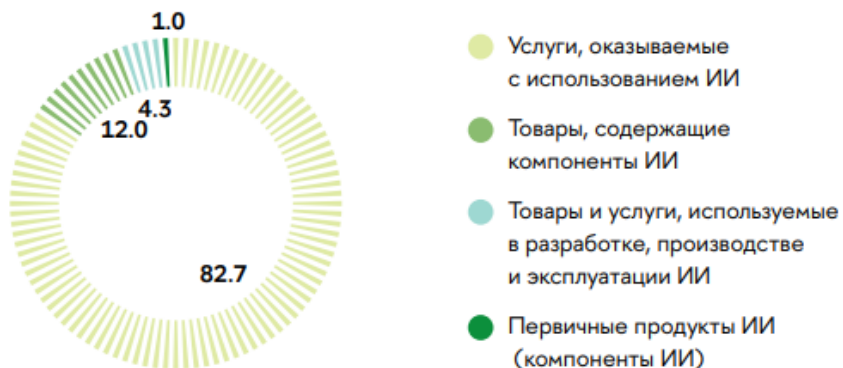 1.0
4.3
12.0
82.7
Услуги, оказываемые
с использованием ИИ
Товары, содержащие
компоненты ИИ
Товары и услуги, используемые
в разработке, производстве
и эксплуатации ИИ
Первичные продукты ИИ
(компоненты ИИ)